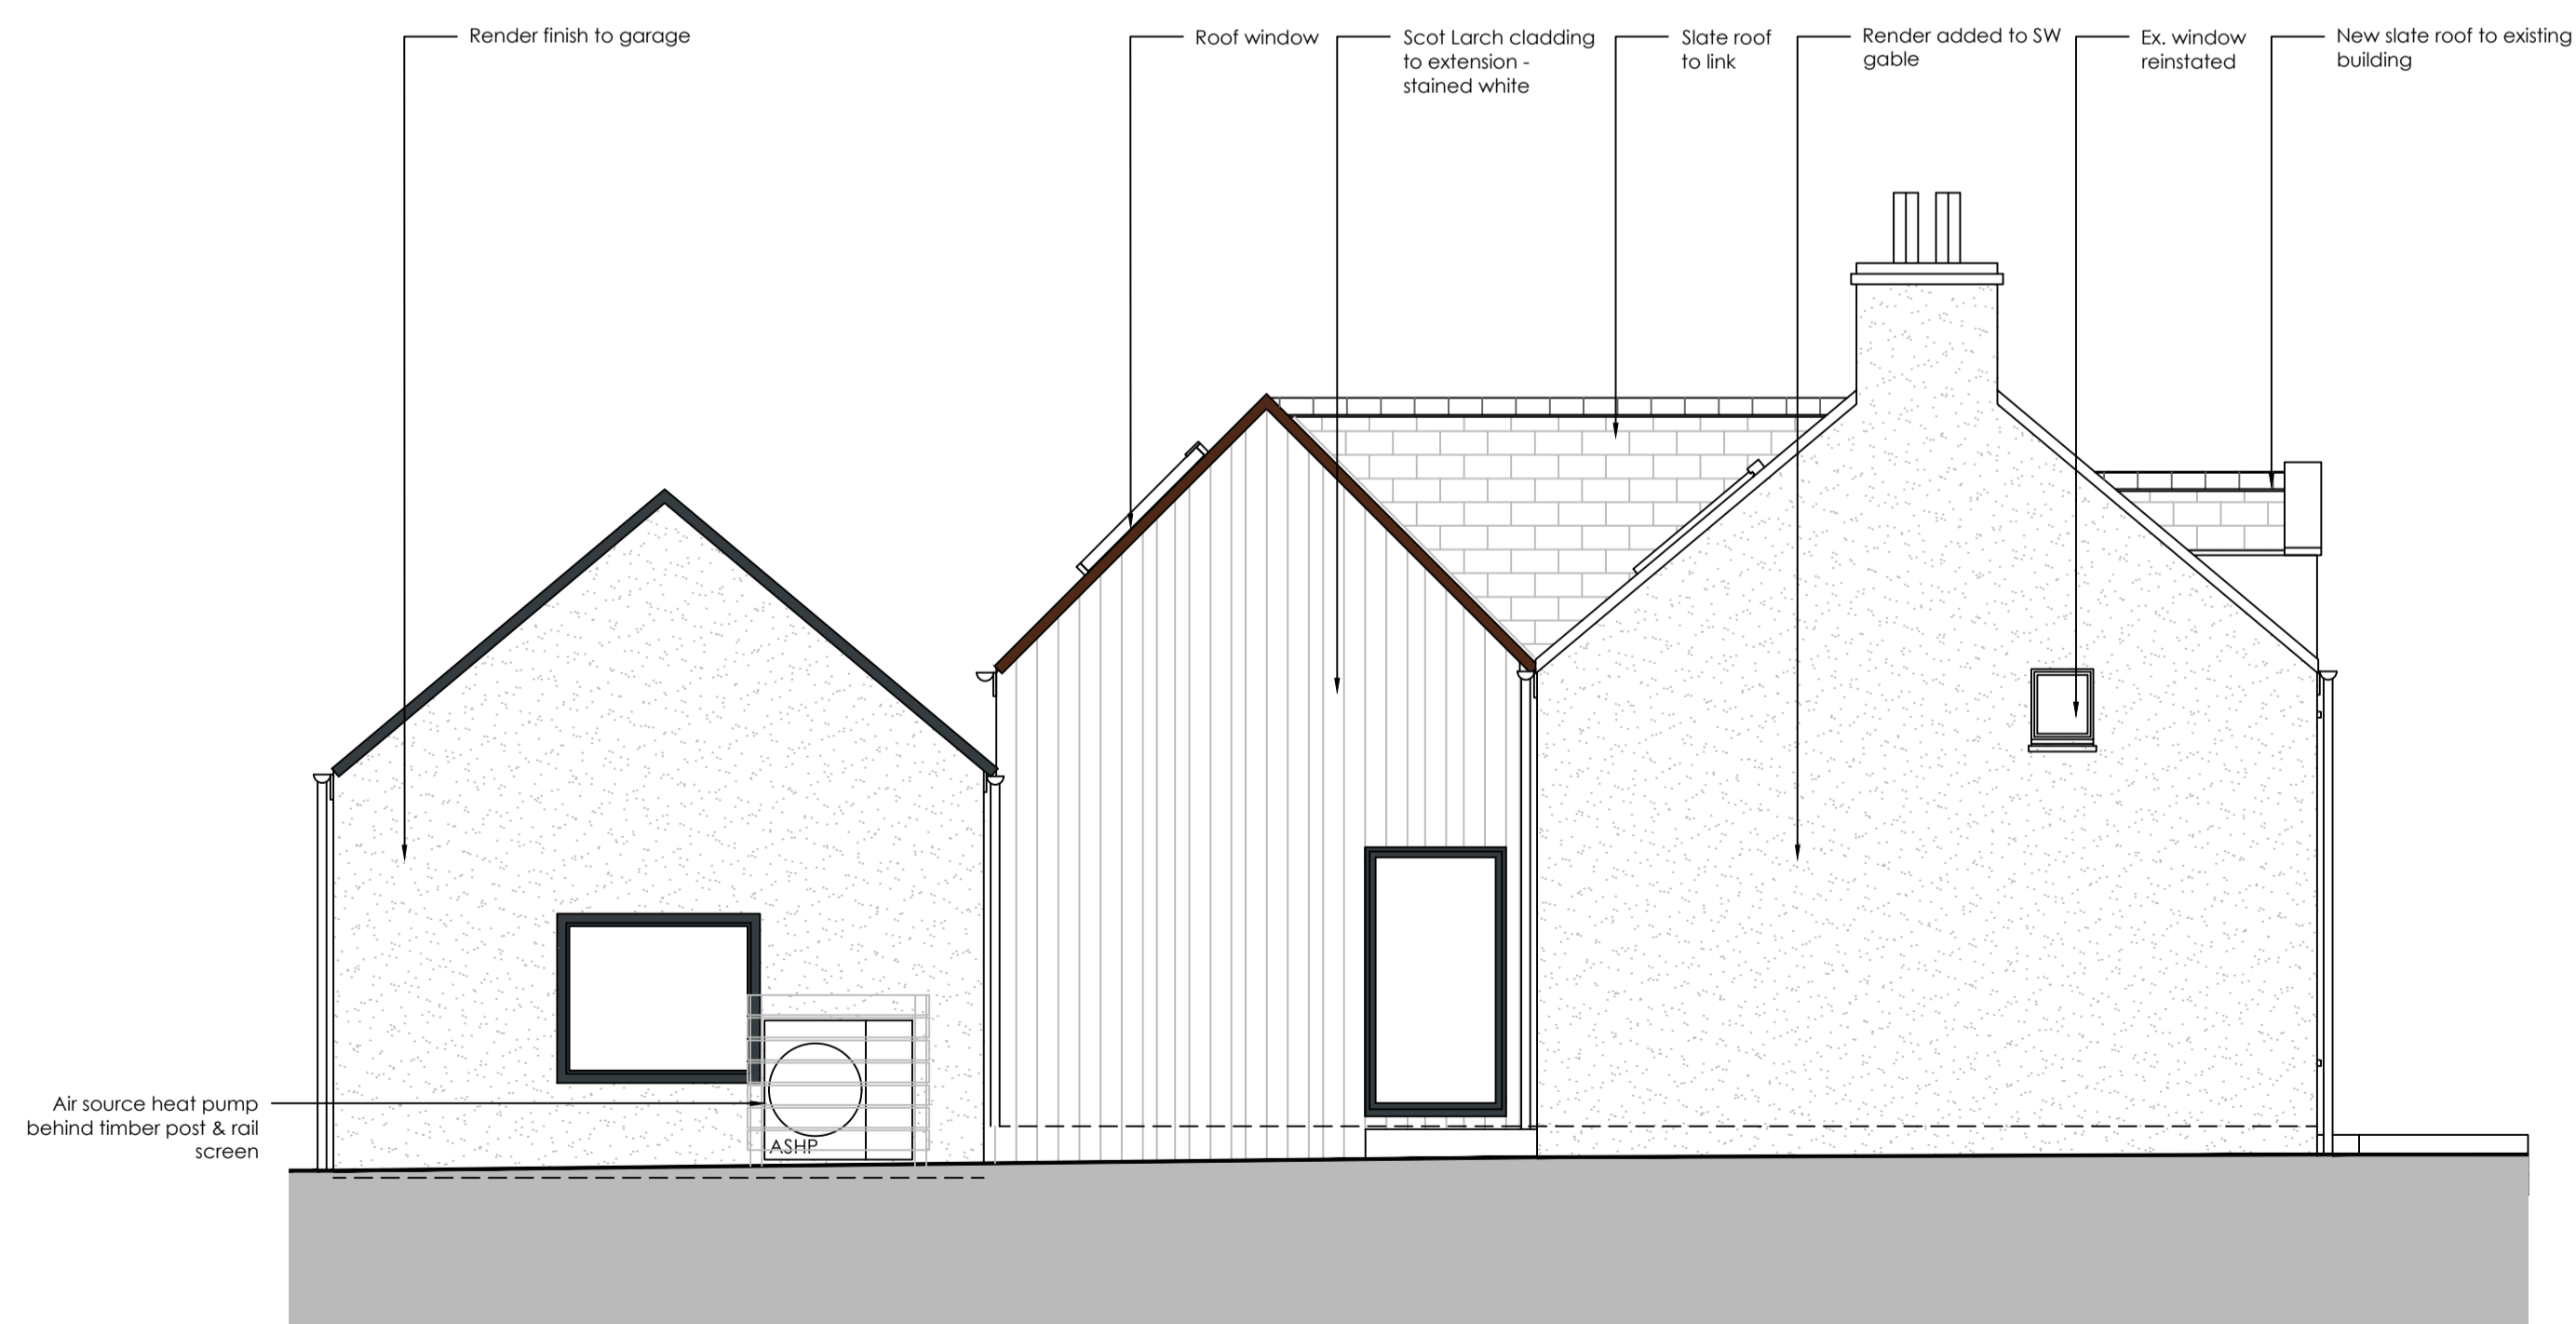 Render finish to garage
Roof window
Scot Larch cladding
to extension -
stained white
Slate roof
to link
Render added to SW
gable
Ex. window
reinstated
New slate roof to existing
building
Air source heat pump
behind timber post & rail
screen
ASHP